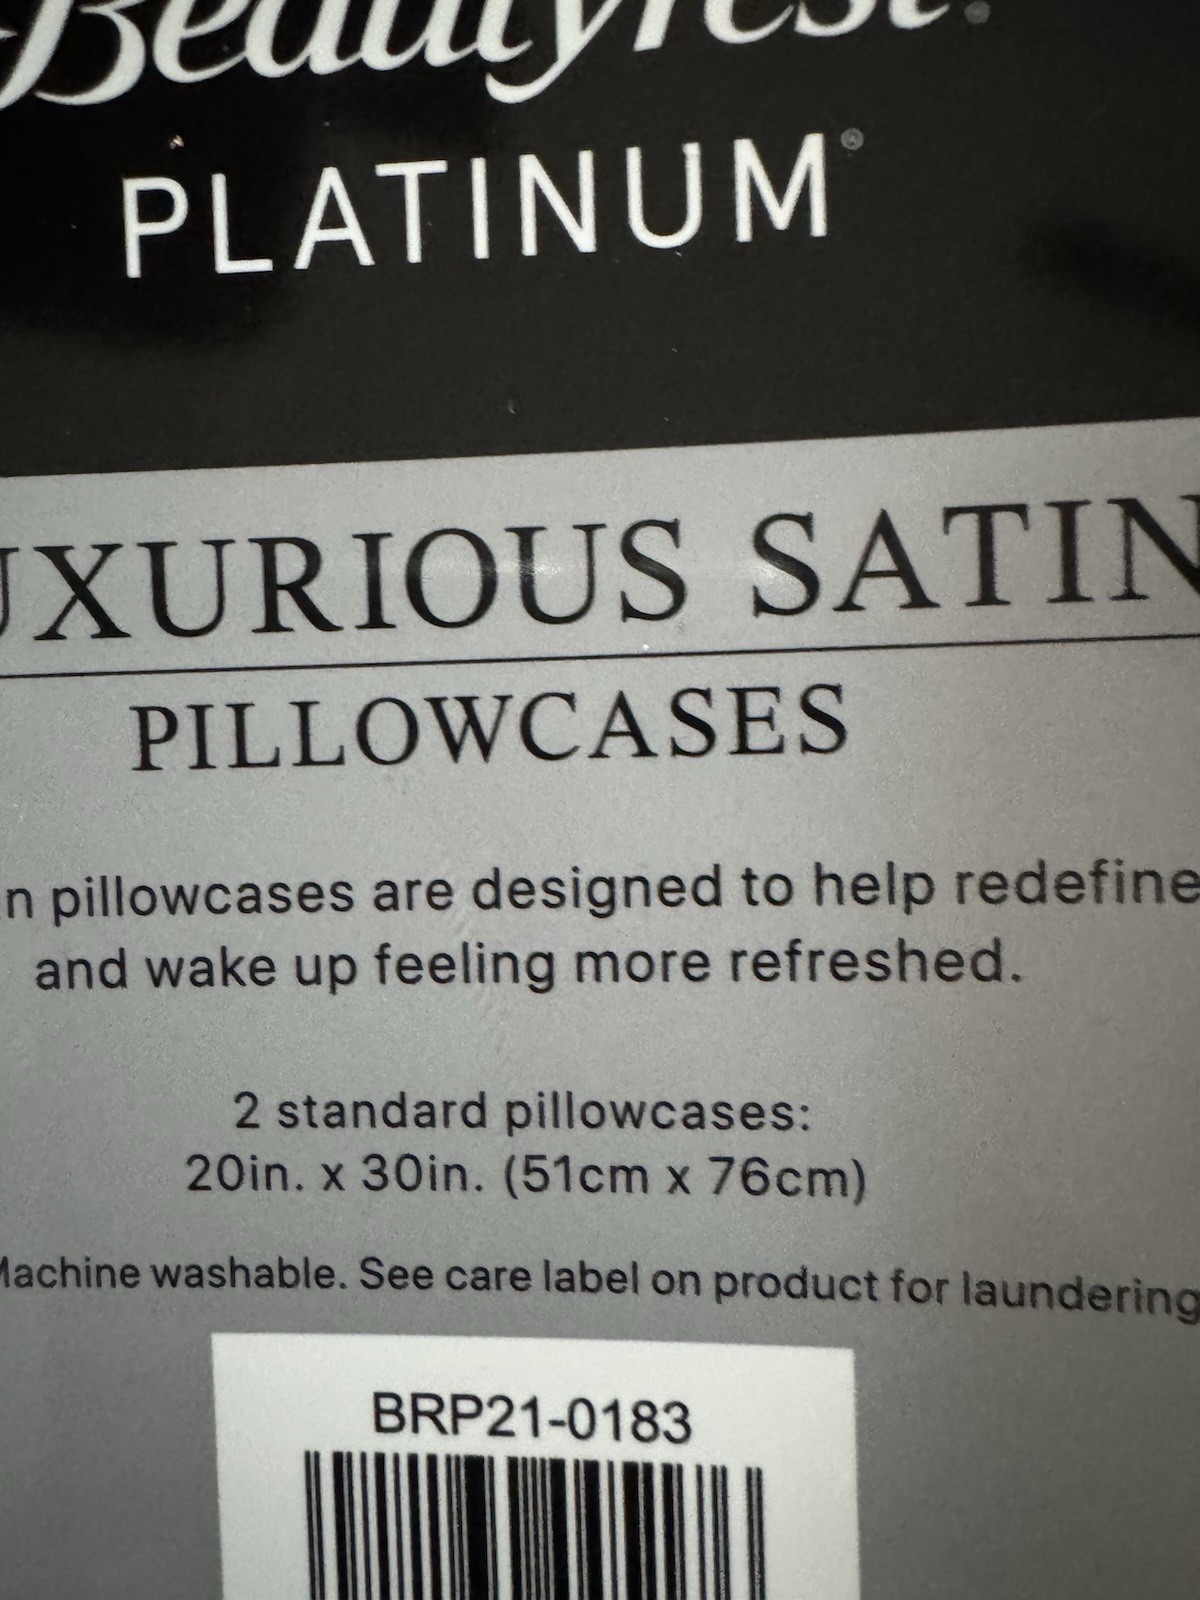 Beautyrest®
PLATINUM®
UXURIOUS SATIN
PILLOWCASES
n pillowcases are designed to help redefine
and wake up feeling more refreshed.
2 standard pillowcases:
20in. x 30in. (51cm x 76cm)
Machine washable. See care label on product for laundering
BRP21-0183